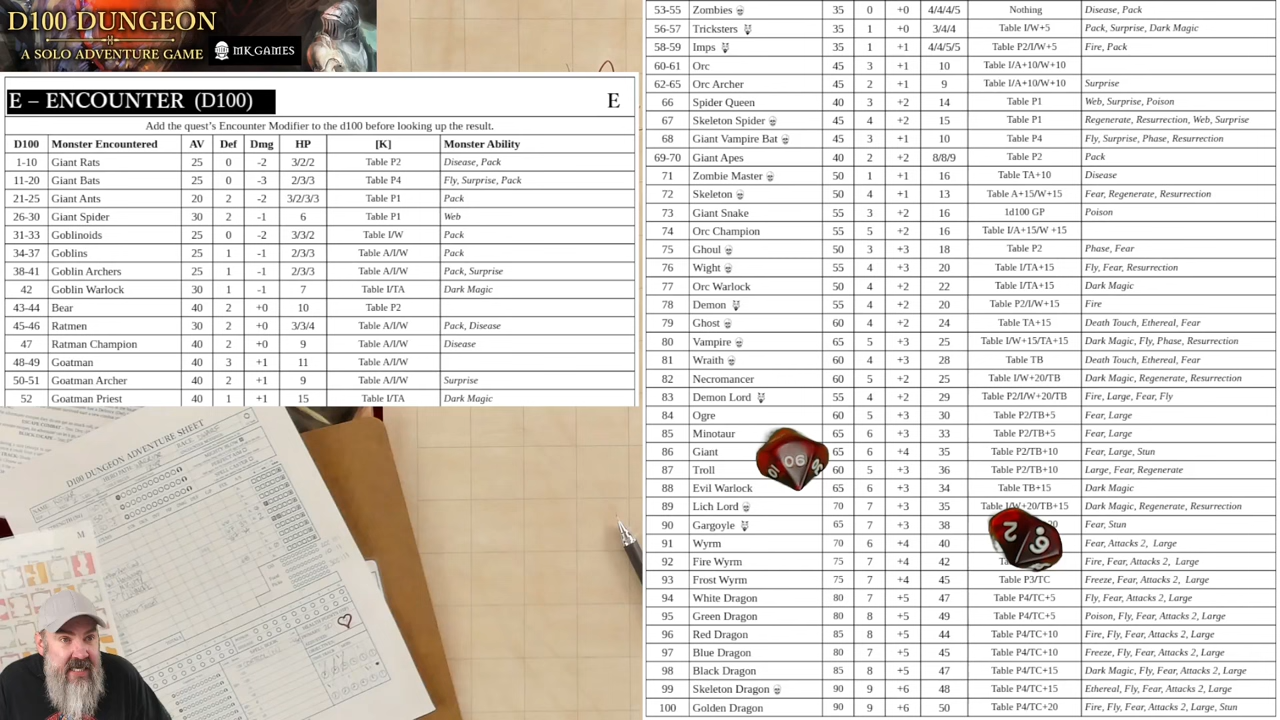 D100 DUNGEON
A SOLO ADVENTURE GAME
MK GAMES
E – ENCOUNTER (D100) E
Add the quest's Encounter Modifier to the d100 before looking up the result.
D100 Monster Encountered AV Def Dmg HP [K] Monster Ability
1-10 Giant Rats 25 0 -2 3/2/2 Table P2 Disease, Pack
11-20 Giant Bats 25 0 -3 2/3/3 Table P4 Fly, Surprise, Pack
21-25 Giant Ants 20 2 -2 3/2/3/3 Table P1 Pack
26-30 Giant Spider 30 2 -1 6 Table P1 Web
31-33 Goblinoids 25 0 -2 3/3/2 Table I/W Pack
34-37 Goblins 25 1 -1 2/3/3 Table A/I/W Pack
38-41 Goblin Archers 25 1 -1 2/3/3 Table A/I/W Pack, Surprise
42 Goblin Warlock 30 1 -1 7 Table I/TA Dark Magic
43-44 Bear 40 2 +0 10 Table P2
45-46 Ratmen 30 2 +0 3/3/4 Table A/I/W Pack, Disease
47 Ratman Champion 40 2 +0 9 Table A/I/W Disease
48-49 Goatman 40 3 +1 11 Table A/I/W
50-51 Goatman Archer 40 2 +1 9 Table A/I/W Surprise
52 Goatman Priest 40 1 +1 15 Table I/TA Dark Magic
53-55 Zombies 35 0 +0 4/4/4/5 Nothing Disease, Pack
56-57 Tricksters 35 1 +0 3/4/4 Table I/W+5 Pack, Surprise, Dark Magic
58-59 Imps 35 1 +1 4/4/5/5 Table P2/I/W+5 Fire, Pack
60-61 Orc 45 3 +1 10 Table I/A+10/W+10
62-65 Orc Archer 45 2 +1 9 Table I/A+10/W+10 Surprise
66 Spider Queen 40 3 +2 14 Table P1 Web, Surprise, Poison
67 Skeleton Spider 45 4 +2 15 Table P1 Regenerate, Resurrection, Web, Surprise
68 Giant Vampire Bat 45 3 +1 10 Table P4 Fly, Surprise, Phase, Resurrection
69-70 Giant Apes 40 2 +2 8/8/9 Table P2 Pack
71 Zombie Master 50 1 +1 16 Table TA+10 Disease
72 Skeleton 50 4 +1 13 Table A+15/W+15 Fear, Regenerate, Resurrection
73 Giant Snake 55 3 +2 16 1d100 GP Poison
74 Orc Champion 55 5 +2 16 Table I/A+15/W +15
75 Ghoul 50 3 +3 18 Table P2 Phase, Fear
76 Wight 55 4 +3 20 Table I/TA+15 Fly, Fear, Resurrection
77 Orc Warlock 50 4 +2 22 Table I/TA+15 Dark Magic
78 Demon 55 4 +2 20 Table P2/I/W+15 Fire
79 Ghost 60 4 +2 24 Table TA+15 Death Touch, Ethereal, Fear
80 Vampire 65 5 +3 25 Table I/W+15/TA+15 Dark Magic, Fly, Phase, Resurrection
81 Wraith 60 4 +3 28 Table TB Death Touch, Ethereal, Fear
82 Necromancer 60 5 +2 25 Table I/W+20/TB Dark Magic, Regenerate, Resurrection
83 Demon Lord 55 4 +2 29 Table P2/I/W+20/TB Fire, Large, Fear, Fly
84 Ogre 60 5 +3 30 Table P2/TB+5 Fear, Large
85 Minotaur 65 6 +3 33 Table P2/TB+5 Fear, Large
86 Giant 65 6 +4 35 Table P2/TB+10 Fear, Large, Stun
87 Troll 60 5 +3 36 Table P2/TB+10 Large, Fear, Regenerate
88 Evil Warlock 65 6 +3 34 Table TB+15 Dark Magic
89 Lich Lord 70 7 +3 35 Table I/W+20/TB+15 Dark Magic, Regenerate, Resurrection
90 Gargoyle 65 7 +3 38 Fear, Stun
91 Wyrm 70 6 +4 40 Fear, Attacks 2, Large
92 Fire Wyrm 75 7 +4 42 Fire, Fear, Attacks 2, Large
93 Frost Wyrm 75 7 +4 45 Table P3/TC Freeze, Fear, Attacks 2, Large
94 White Dragon 80 7 +5 47 Table P4/TC+5 Fly, Fear, Attacks 2, Large
95 Green Dragon 80 8 +5 49 Table P4/TC+5 Poison, Fly, Fear, Attacks 2, Large
96 Red Dragon 85 8 +5 44 Table P4/TC+10 Fire, Fly, Fear, Attacks 2, Large
97 Blue Dragon 80 7 +5 45 Table P4/TC+10 Freeze, Fly, Fear, Attacks 2, Large
98 Black Dragon 85 8 +5 47 Table P4/TC+15 Dark Magic, Fly, Fear, Attacks 2, Large
99 Skeleton Dragon 90 9 +6 48 Table P4/TC+15 Ethereal, Fly, Fear, Attacks 2, Large
100 Golden Dragon 90 9 +6 50 Table P4/TC+20 Fire, Fly, Fear, Attacks 2, Large, Stun
D100 DUNGEON ADVENTURE SHEET
M
90
2